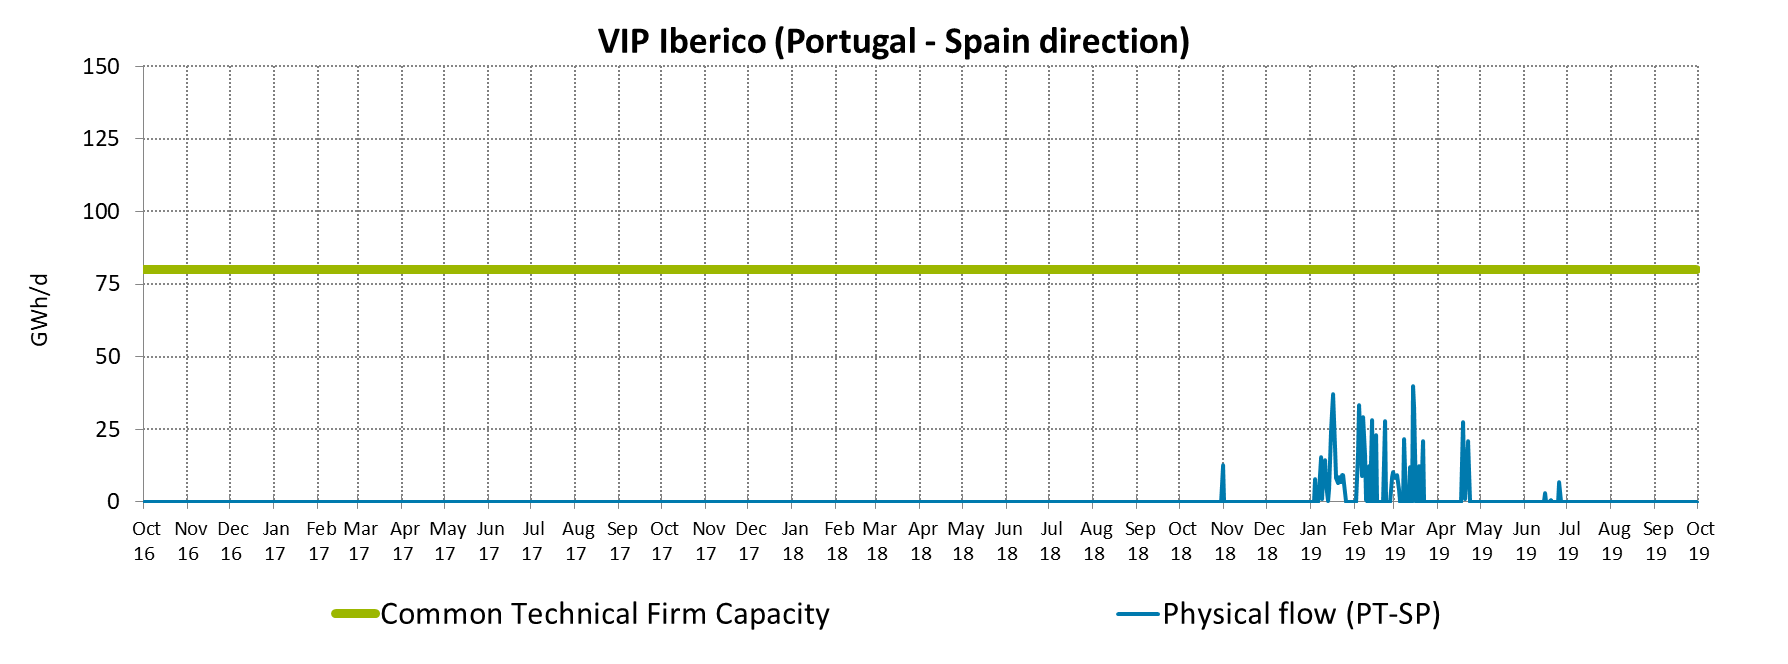 VIP Iberico (Portugal - Spain direction)
150
125
100
75
50
25
0
GWh/d
Oct Nov Dec Jan Feb Mar Apr May Jun Jul Aug Sep Oct Nov Dec Jan Feb Mar Apr May Jun Jul Aug Sep Oct Nov Dec Jan Feb Mar Apr May Jun Jul Aug Sep Oct
16 16 16 17 17 17 17 17 17 17 17 17 17 17 17 18 18 18 18 18 18 18 18 18 18 18 18 19 19 19 19 19 19 19 19 19 19
Common Technical Firm Capacity Physical flow (PT-SP)